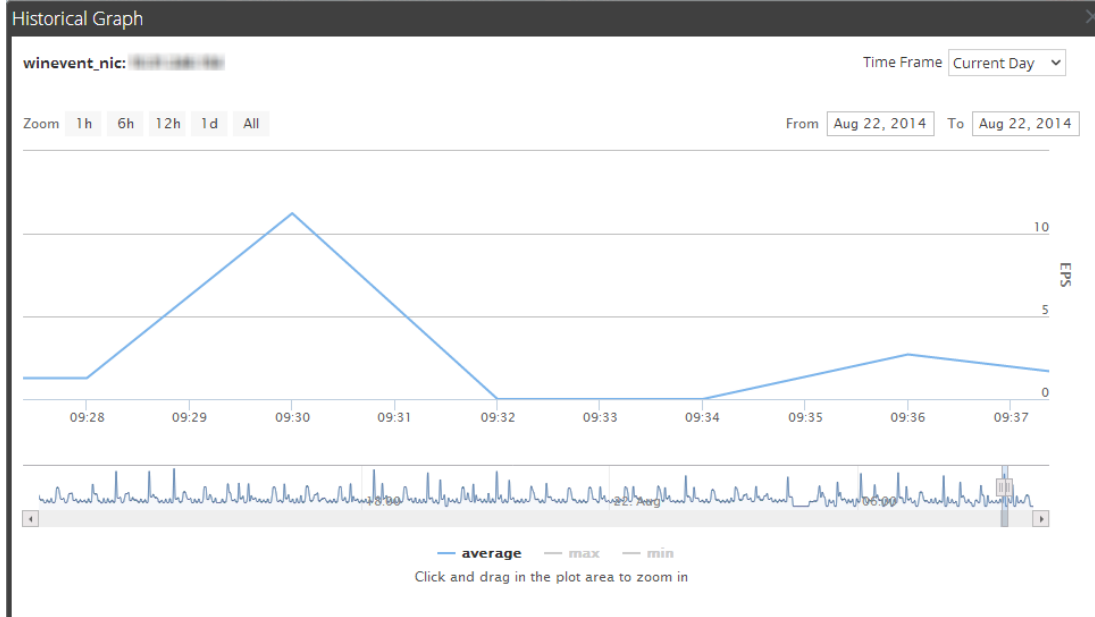 Historical Graph
winevent_nic:
Time Frame Current Day
Zoom 1h 6h 12h 1d All
From Aug 22, 2014 To Aug 22, 2014
10
EPS
5
0
09:28 09:29 09:30 09:31 09:32 09:33 09:34 09:35 09:36 09:37
18:00 22. Aug 06:00
average max min
Click and drag in the plot area to zoom in